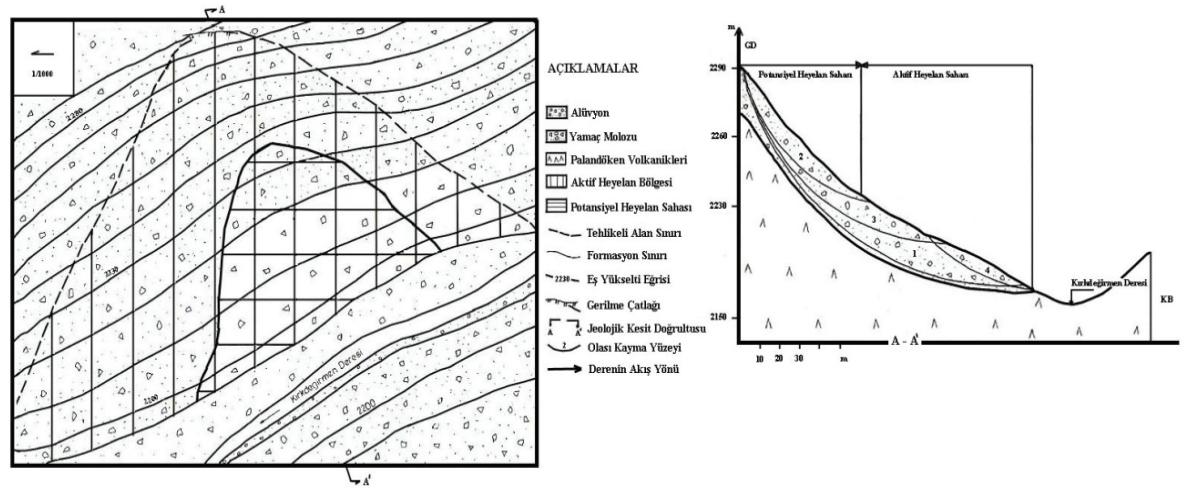 A
1/1000
2280
2230
2200
Kırkdeğirmen Deresi
2200
A'
AÇIKLAMALAR
Alüvyon
Yamaç Molozu
Palandöken Volkanikleri
Aktif Heyelan Bölgesi
Potansiyel Heyelan Sahası
Tehlikeli Alan Sınırı
Formasyon Sınırı
2230 Eş Yükselti Eğrisi
Gerilme Çatlağı
A A' Jeolojik Kesit Doğrultusu
2 Olası Kayma Yüzeyi
Derenin Akış Yönü
m
GD
2290
Potansiyel Heyelan Sahası
Aktif Heyelan Sahası
2260
2
2230
3
1
4
Kırkdeğirmen Deresi
KB
2180
A - A'
10 20 30 m